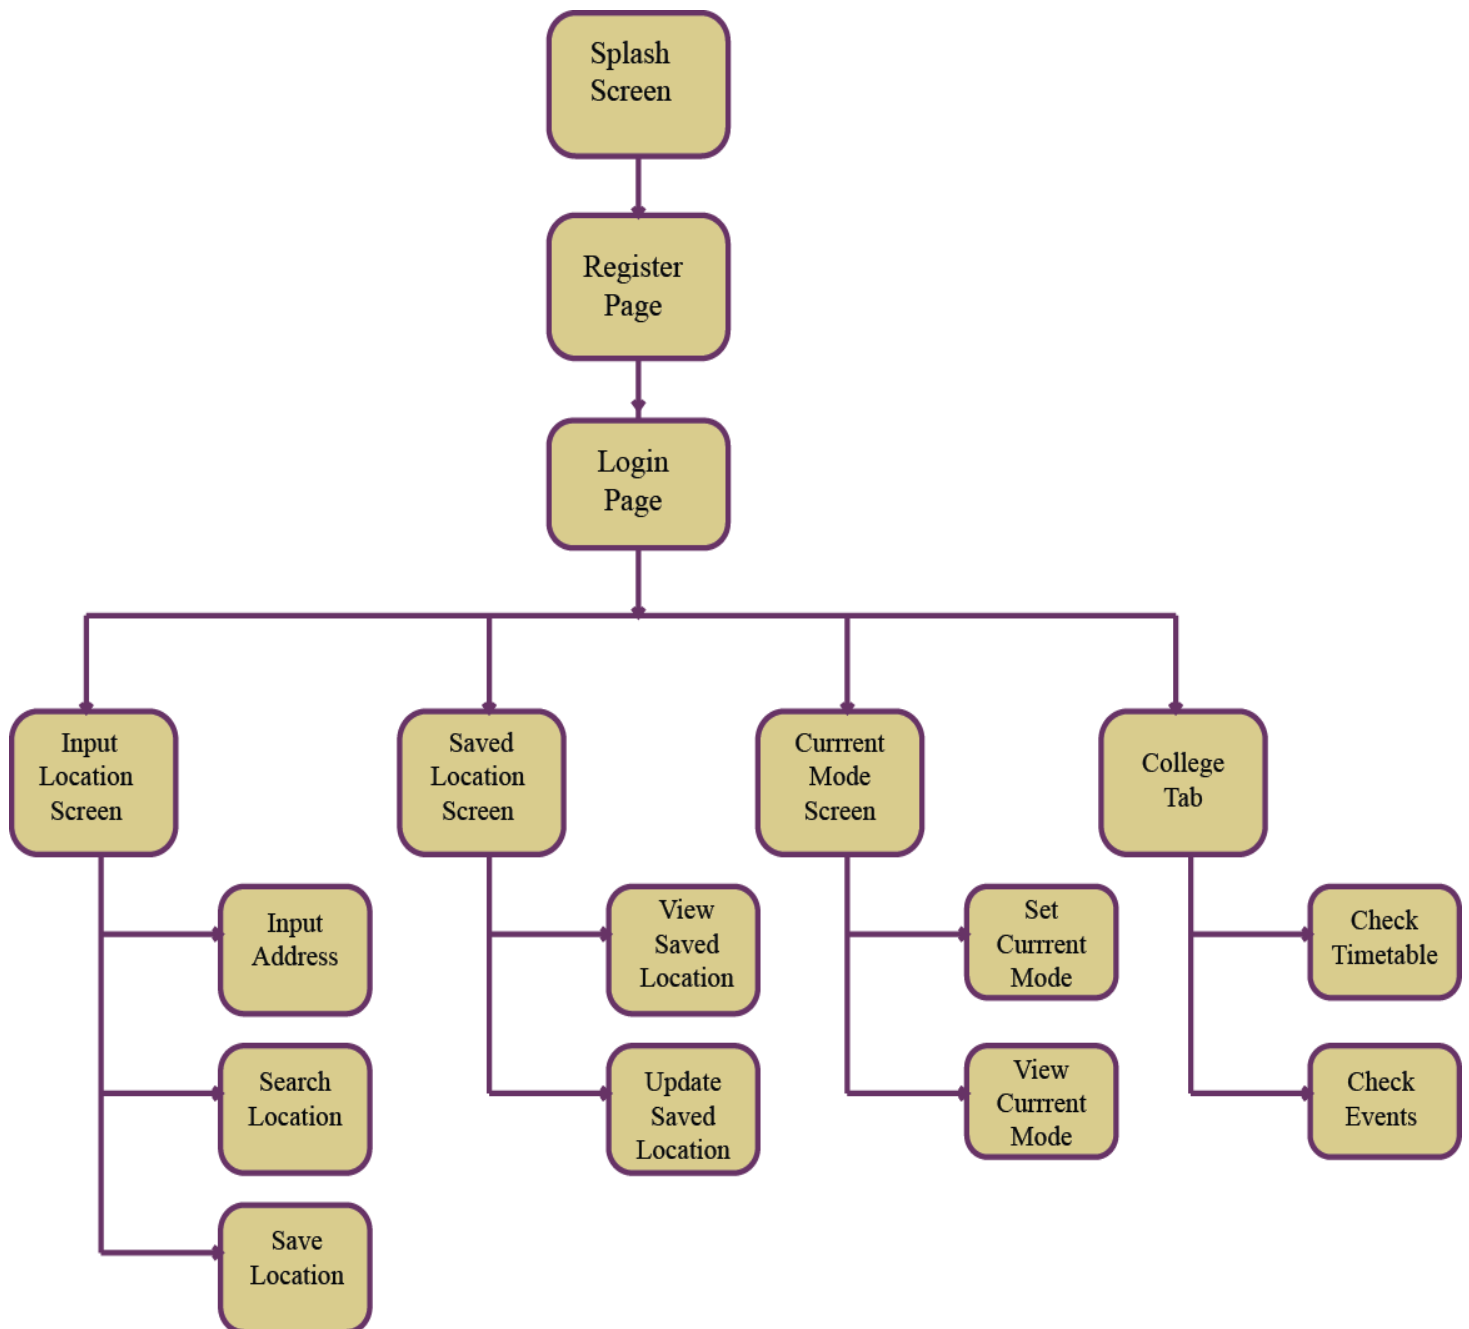 Splash
Screen
Register
Page
Login
Page
Input
Location
Screen
Saved
Location
Screen
Currrent
Mode
Screen
College
Tab
Input
Address
Search
Location
Save
Location
View
Saved
Location
Update
Saved
Location
Set
Currrent
Mode
View
Currrent
Mode
Check
Timetable
Check
Events